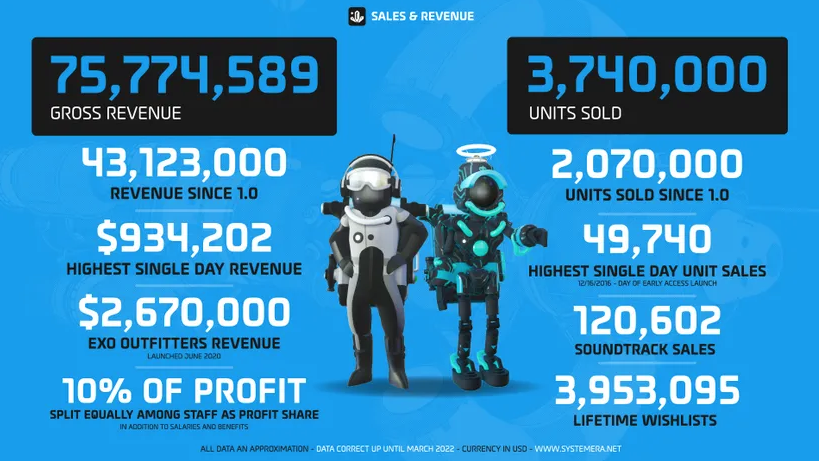 SALES & REVENUE
75,774,589
GROSS REVENUE
43,123,000
REVENUE SINCE 1.0
$934,202
HIGHEST SINGLE DAY REVENUE
$2,670,000
EXO OUTFITTERS REVENUE
LAUNCHED JUNE 2020
10% OF PROFIT
SPLIT EQUALLY AMONG STAFF AS PROFIT SHARE
IN ADDITION TO SALARIES AND BENEFITS
3,740,000
UNITS SOLD
2,070,000
UNITS SOLD SINCE 1.0
49,740
HIGHEST SINGLE DAY UNIT SALES
12/16/2016 - DAY OF EARLY ACCESS LAUNCH
120,602
SOUNDTRACK SALES
3,953,095
LIFETIME WISHLISTS
ALL DATA AN APPROXIMATION - DATA CORRECT UP UNTIL MARCH 2022 - CURRENCY IN USD - WWW.SYSTEMERA.NET